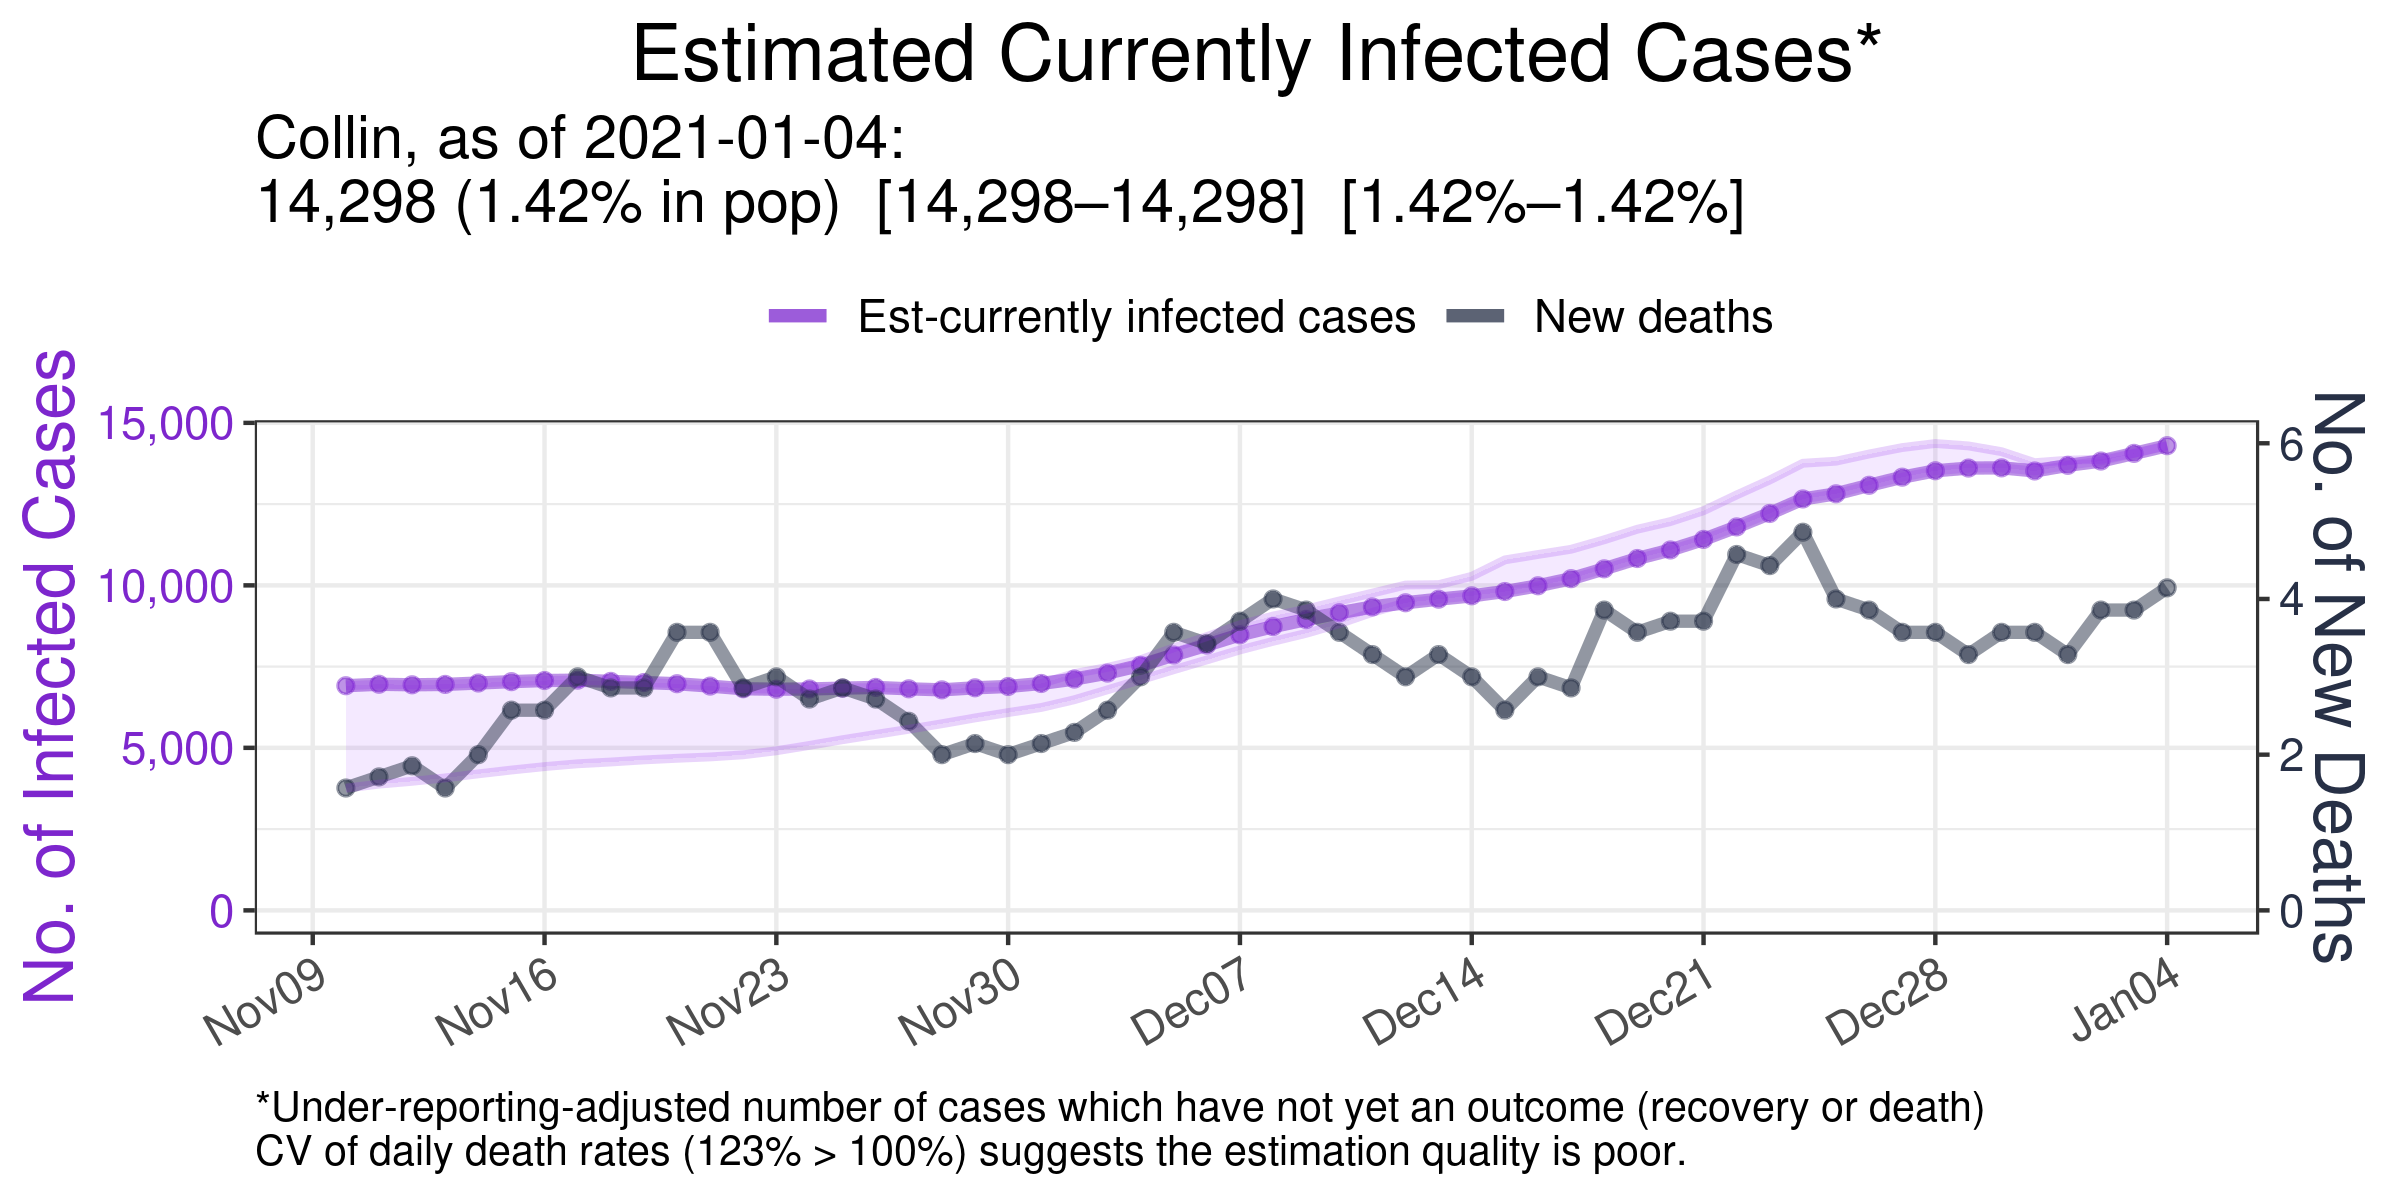 Estimated Currently Infected Cases*
Collin, as of 2021-01-04:
14,298 (1.42% in pop)  [14,298–14,298]  [1.42%–1.42%]
Est-currently infected cases
New deaths
No. of Infected Cases
15,000
10,000
5,000
0
No. of New Deaths
6
4
2
0
Nov09
Nov16
Nov23
Nov30
Dec07
Dec14
Dec21
Dec28
Jan04
*Under-reporting-adjusted number of cases which have not yet an outcome (recovery or death)
CV of daily death rates (123% > 100%) suggests the estimation quality is poor.